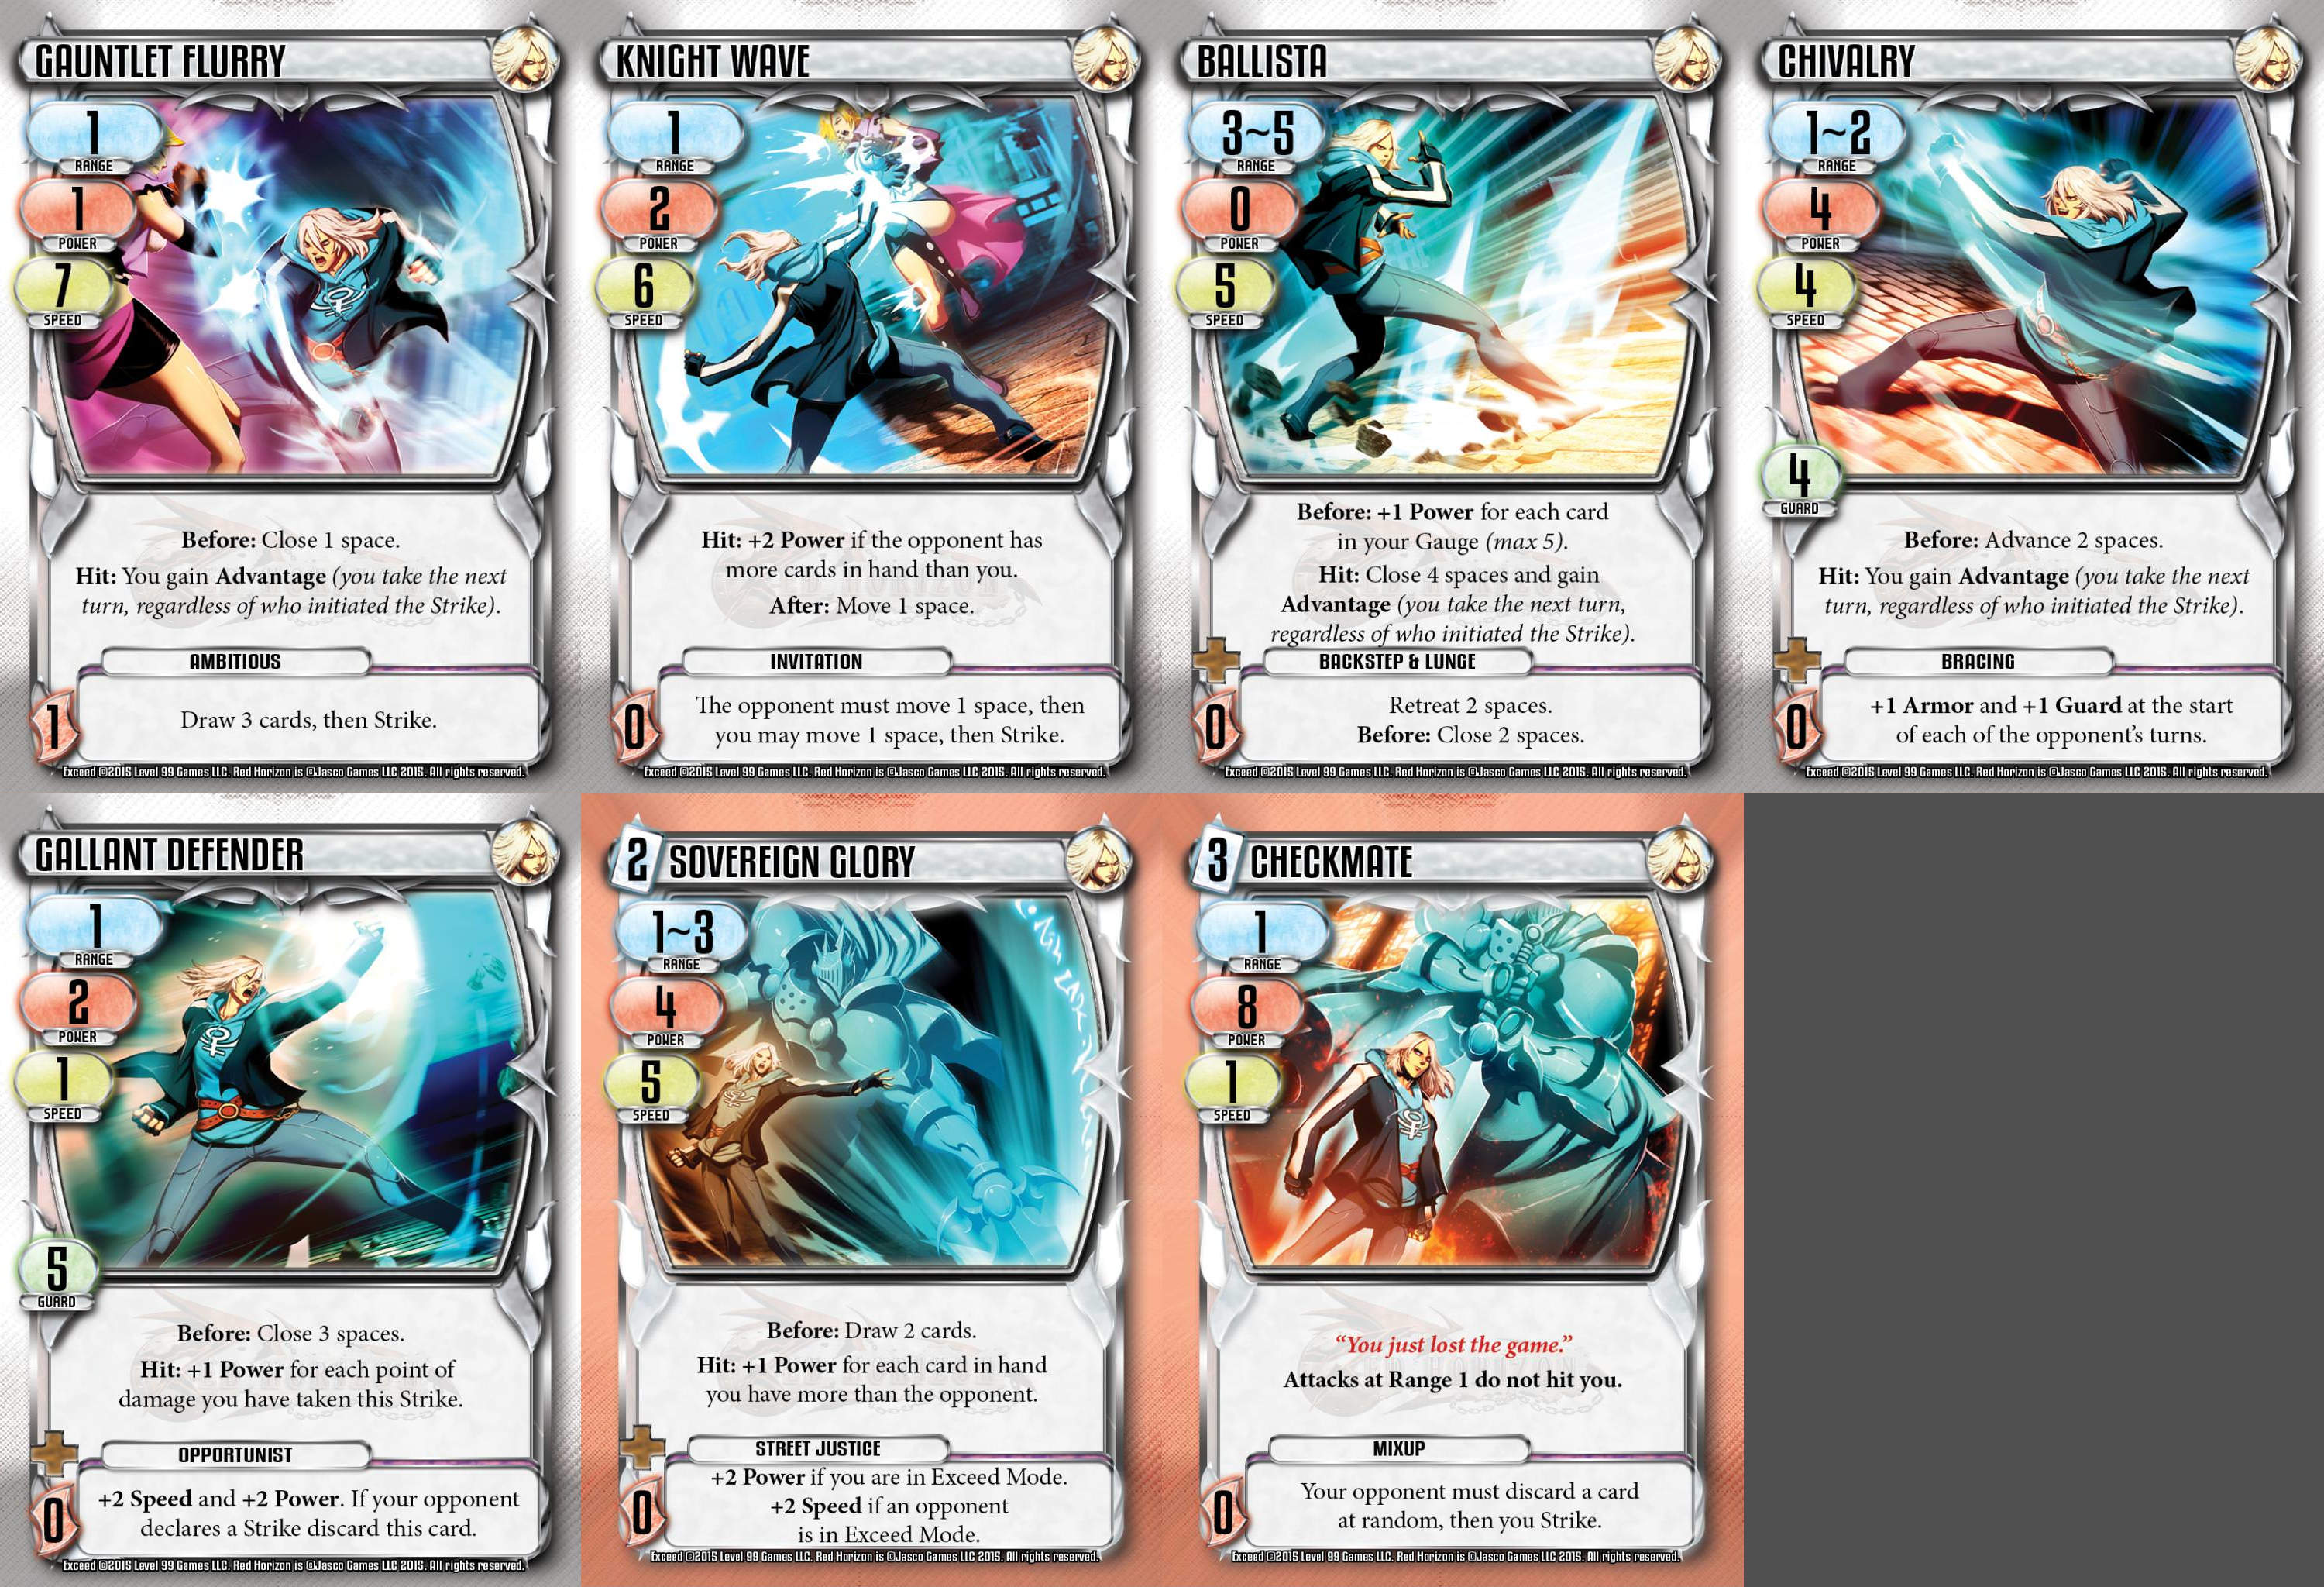 GAUNTLET FLURRY
1
RANGE
1
POWER
7
SPEED
Before: Close 1 space.
Hit: You gain Advantage (you take the next
turn, regardless of who initiated the Strike).
AMBITIOUS
1
Draw 3 cards, then Strike.
Exceed ©2015 Level 99 Games LLC. Red Horizon is ©Jasco Games LLC 2015. All rights reserved.
KNIGHT WAVE
1
RANGE
2
POWER
6
SPEED
Hit: +2 Power if the opponent has
more cards in hand than you.
After: Move 1 space.
INVITATION
0
The opponent must move 1 space, then
you may move 1 space, then Strike.
Exceed ©2015 Level 99 Games LLC. Red Horizon is ©Jasco Games LLC 2015. All rights reserved.
BALLISTA
3~5
RANGE
0
POWER
5
SPEED
Before: +1 Power for each card
in your Gauge (max 5).
Hit: Close 4 spaces and gain
Advantage (you take the next turn,
regardless of who initiated the Strike).
BACKSTEP & LUNGE
0
Retreat 2 spaces.
Before: Close 2 spaces.
Exceed ©2015 Level 99 Games LLC. Red Horizon is ©Jasco Games LLC 2015. All rights reserved.
CHIVALRY
1~2
RANGE
4
POWER
4
SPEED
4
GUARD
Before: Advance 2 spaces.
Hit: You gain Advantage (you take the next
turn, regardless of who initiated the Strike).
BRACING
0
+1 Armor and +1 Guard at the start
of each of the opponent's turns.
Exceed ©2015 Level 99 Games LLC. Red Horizon is ©Jasco Games LLC 2015. All rights reserved.
GALLANT DEFENDER
1
RANGE
2
POWER
1
SPEED
5
GUARD
Before: Close 3 spaces.
Hit: +1 Power for each point of
damage you have taken this Strike.
OPPORTUNIST
0
+2 Speed and +2 Power. If your opponent
declares a Strike discard this card.
Exceed ©2015 Level 99 Games LLC. Red Horizon is ©Jasco Games LLC 2015. All rights reserved.
2 SOVEREIGN GLORY
1~3
RANGE
4
POWER
5
SPEED
Before: Draw 2 cards.
Hit: +1 Power for each card in hand
you have more than the opponent.
STREET JUSTICE
0
+2 Power if you are in Exceed Mode.
+2 Speed if an opponent
is in Exceed Mode.
Exceed ©2015 Level 99 Games LLC. Red Horizon is ©Jasco Games LLC 2015. All rights reserved.
3 CHECKMATE
1
RANGE
8
POWER
1
SPEED
"You just lost the game."
Attacks at Range 1 do not hit you.
MIXUP
0
Your opponent must discard a card
at random, then you Strike.
Exceed ©2015 Level 99 Games LLC. Red Horizon is ©Jasco Games LLC 2015. All rights reserved.